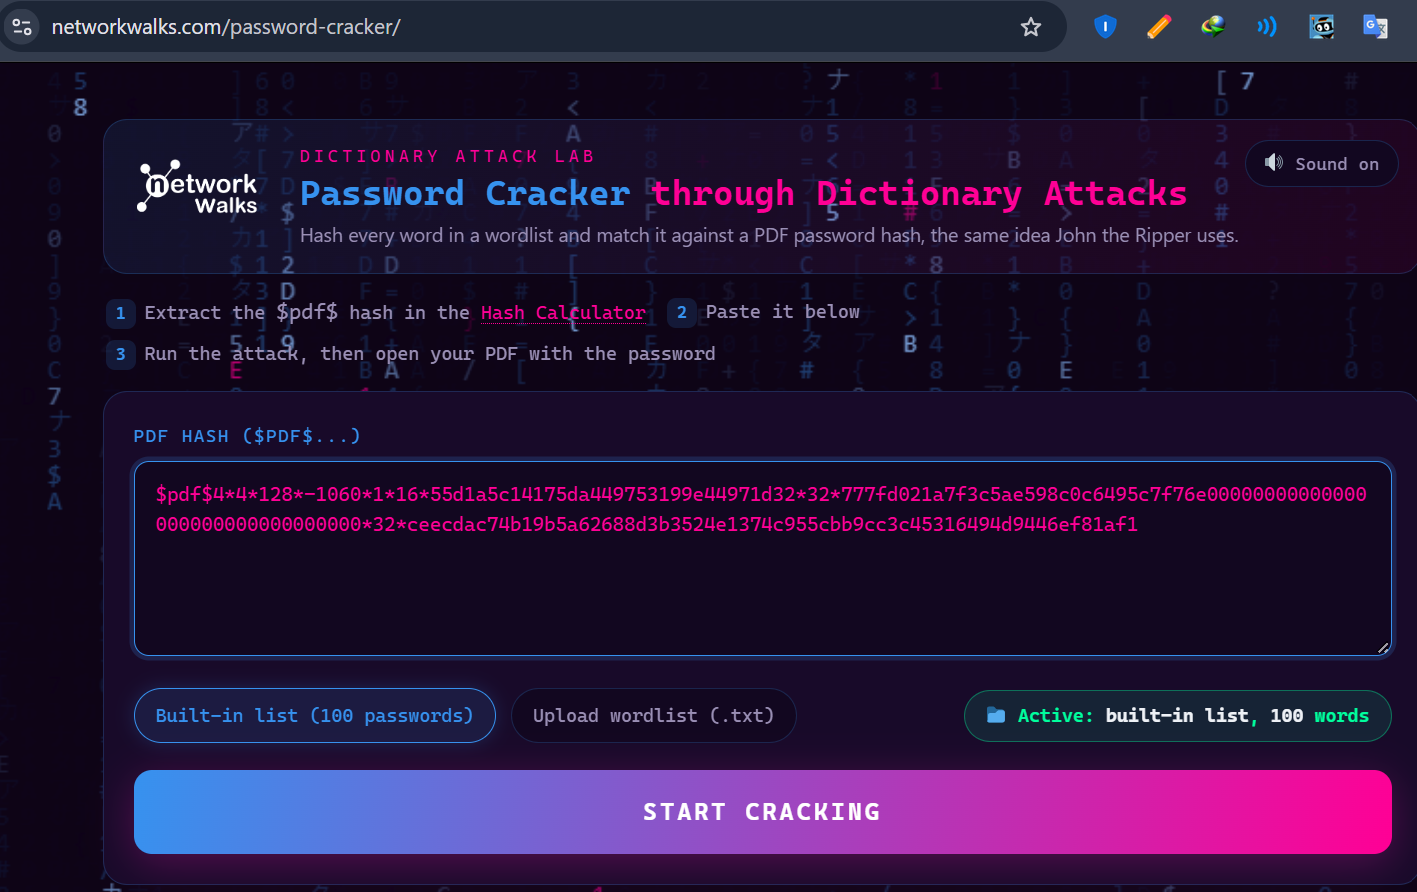 networkwalks.com/password-cracker/
network
walks
DICTIONARY ATTACK LAB
Password Cracker through Dictionary Attacks
Hash every word in a wordlist and match it against a PDF password hash, the same idea John the Ripper uses.
Sound on
1 Extract the $pdf$ hash in the Hash Calculator 2 Paste it below
3 Run the attack, then open your PDF with the password
PDF HASH ($PDF$...)
$pdf$4*4*128*-1060*1*16*55d1a5c14175da449753199e44971d32*32*777fd021a7f3c5ae598c0c6495c7f76e00000000000000
000000000000000000*32*ceecdac74b19b5a62688d3b3524e1374c955cbb9cc3c45316494d9446ef81af1
Built-in list (100 passwords)
Upload wordlist (.txt)
Active: built-in list, 100 words
START CRACKING